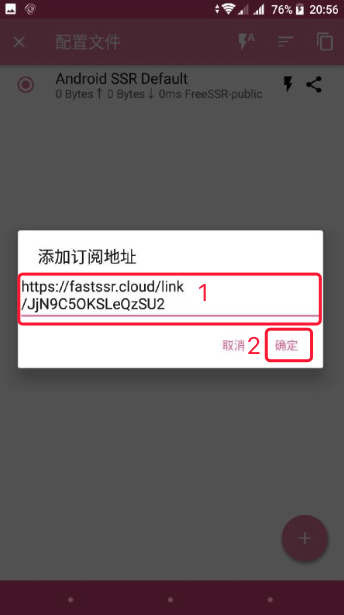 76% 20:56
配置文件
Android SSR Default
0 Bytes↑ 0 Bytes↓ 0ms FreeSSR-public
添加订阅地址
https://fastssr.cloud/link
/JjN9C5OKSLeQzSU2
1
取消 2 确定